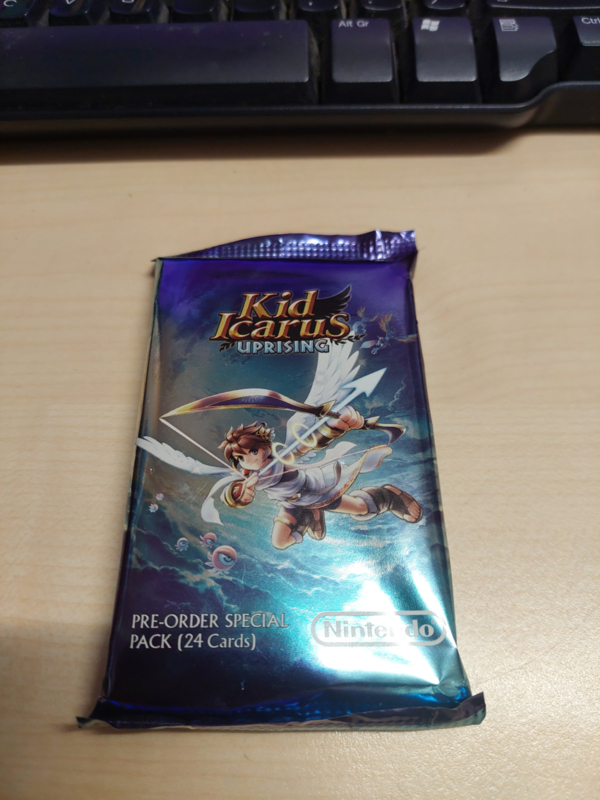 Alt Gr
Ctrl
Kid
Icarus
UPRISING
PRE-ORDER SPECIAL
PACK (24 Cards)
Nintendo